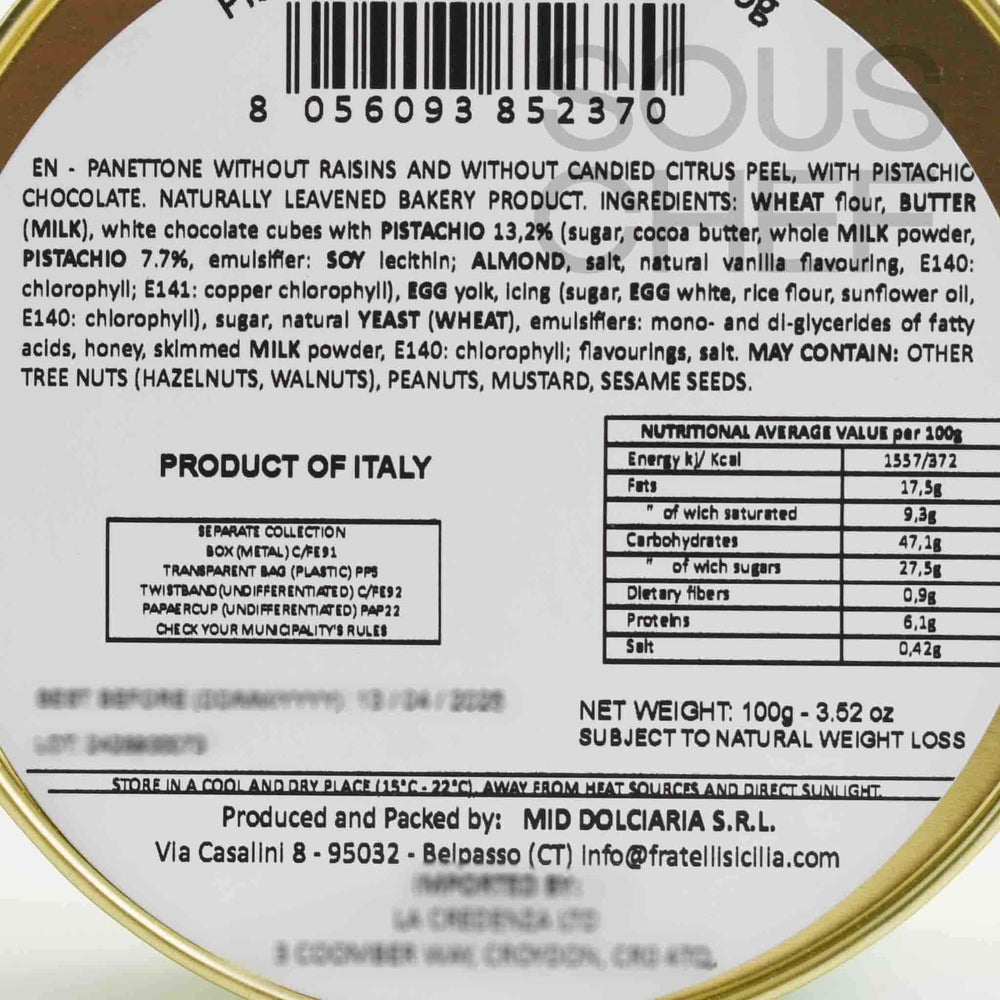 8 056093 852370
SOUS
CHEF
EN - PANETTONE WITHOUT RAISINS AND WITHOUT CANDIED CITRUS PEEL, WITH PISTACHIO
CHOCOLATE. NATURALLY LEAVENED BAKERY PRODUCT. INGREDIENTS: WHEAT flour, BUTTER
(MILK), white chocolate cubes with PISTACHIO 13,2% (sugar, cocoa butter, whole MILK powder,
PISTACHIO 7.7%, emulsifier: SOY lecithin; ALMOND, salt, natural vanilla flavouring, E140:
chlorophyll; E141: copper chlorophyll), EGG yolk, icing (sugar, EGG white, rice flour, sunflower oil,
E140: chlorophyll), sugar, natural YEAST (WHEAT), emulsifiers: mono- and di-glycerides of fatty
acids, honey, skimmed MILK powder, E140: chlorophyll; flavourings, salt. MAY CONTAIN: OTHER
TREE NUTS (HAZELNUTS, WALNUTS), PEANUTS, MUSTARD, SESAME SEEDS.
PRODUCT OF ITALY
SEPARATE COLLECTION
BOX (METAL) C/FE91
TRANSPARENT BAG (PLASTIC) PP5
TWISTBAND (UNDIFFERENTIATED) C/FE92
PAPAERCUP (UNDIFFERENTIATED) PAP22
CHECK YOUR MUNICIPALITY'S RULES
NUTRITIONAL AVERAGE VALUE per 100g
Energy kJ/ Kcal 1557/372
Fats 17,5g
" of wich saturated 9,3g
Carbohydrates 47,1g
" of wich sugars 27,5g
Dietary fibers 0,9g
Proteins 6,1g
Salt 0,42g
BEST BEFORE
NET WEIGHT: 100g - 3.52 oz
SUBJECT TO NATURAL WEIGHT LOSS
STORE IN A COOL AND DRY PLACE (15°C - 22°C), AWAY FROM HEAT SOURCES AND DIRECT SUNLIGHT.
Produced and Packed by: MID DOLCIARIA S.R.L.
Via Casalini 8 - 95032 - Belpasso (CT) info@fratellisicilia.com
IMPORTED BY:
LA CREDENZA LTD